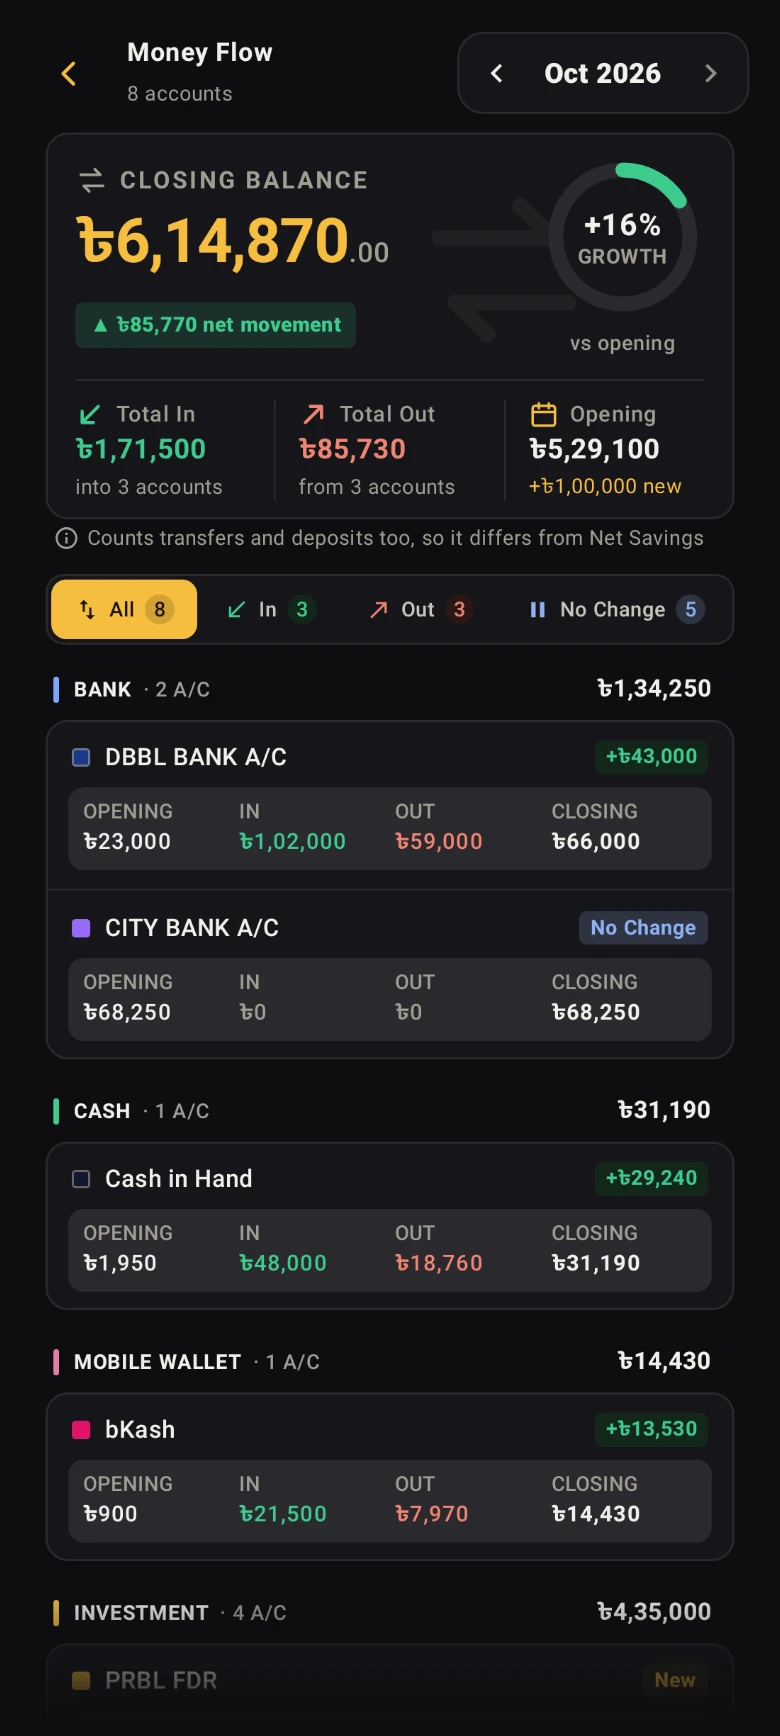 Money Flow
8 accounts
Oct 2026
CLOSING BALANCE
৳6,14,870.00
▲ ৳85,770 net movement
+16%
GROWTH
vs opening
Total In
৳1,71,500
into 3 accounts
Total Out
৳85,730
from 3 accounts
Opening
৳5,29,100
+৳1,00,000 new
Counts transfers and deposits too, so it differs from Net Savings
All 8 In 3 Out 3 No Change 5
BANK · 2 A/C ৳1,34,250
DBBL BANK A/C +৳43,000
OPENING IN OUT CLOSING
৳23,000 ৳1,02,000 ৳59,000 ৳66,000
CITY BANK A/C No Change
OPENING IN OUT CLOSING
৳68,250 ৳0 ৳0 ৳68,250
CASH · 1 A/C ৳31,190
Cash in Hand +৳29,240
OPENING IN OUT CLOSING
৳1,950 ৳48,000 ৳18,760 ৳31,190
MOBILE WALLET · 1 A/C ৳14,430
bKash +৳13,530
OPENING IN OUT CLOSING
৳900 ৳21,500 ৳7,970 ৳14,430
INVESTMENT · 4 A/C ৳4,35,000
PRBL FDR New